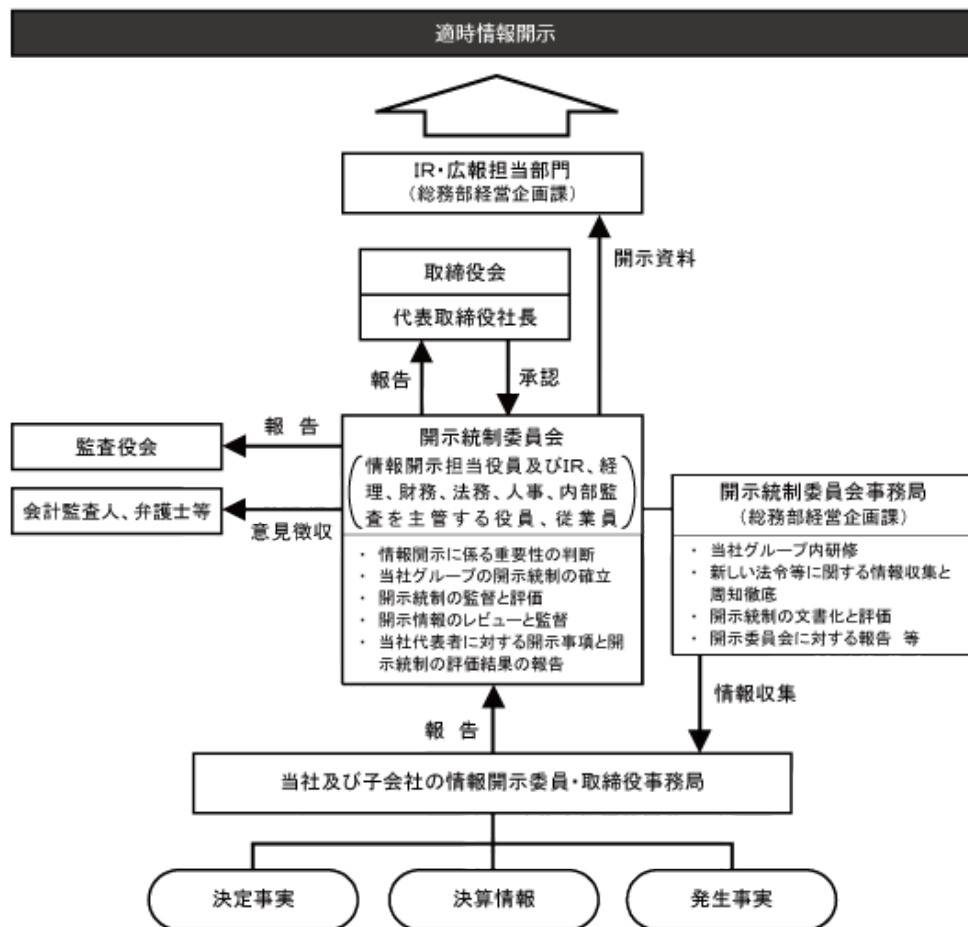 適時情報開示
IR・広報担当部門
（総務部経営企画課）
開示資料
取締役会
代表取締役社長
報告
承認
監査役会
報 告
会計監査人、弁護士等
意見徴収
開示統制委員会
情報開示担当役員及びIR、経
理、財務、法務、人事、内部監
査を主管する役員、従業員
・ 情報開示に係る重要性の判断
・ 当社グループの開示統制の確立
・ 開示統制の監督と評価
・ 開示情報のレビューと監督
・ 当社代表者に対する開示事項と開
示統制の評価結果の報告
開示統制委員会事務局
（総務部経営企画課）
・ 当社グループ内研修
・ 新しい法令等に関する情報収集と
周知徹底
・ 開示統制の文書化と評価
・ 開示委員会に対する報告 等
情報収集
報 告
当社及び子会社の情報開示委員・取締役事務局
決定事実
決算情報
発生事実